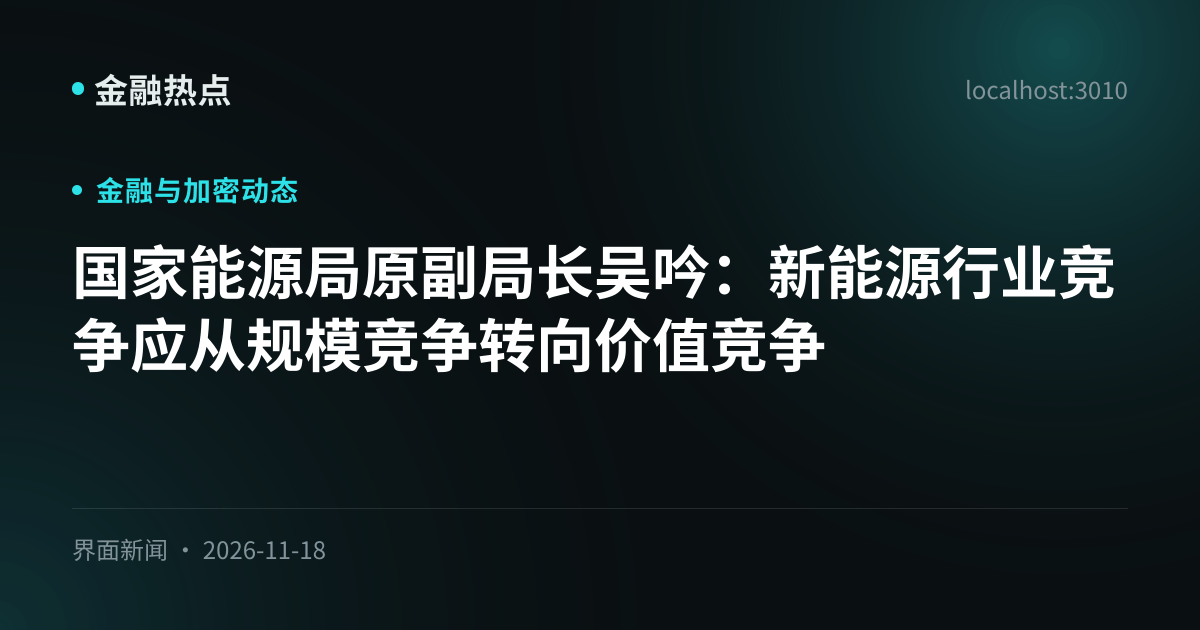 金融热点
localhost:3010
金融与加密动态
国家能源局原副局长吴吟：新能源行业竞
争应从规模竞争转向价值竞争
界面新闻 • 2026-11-18